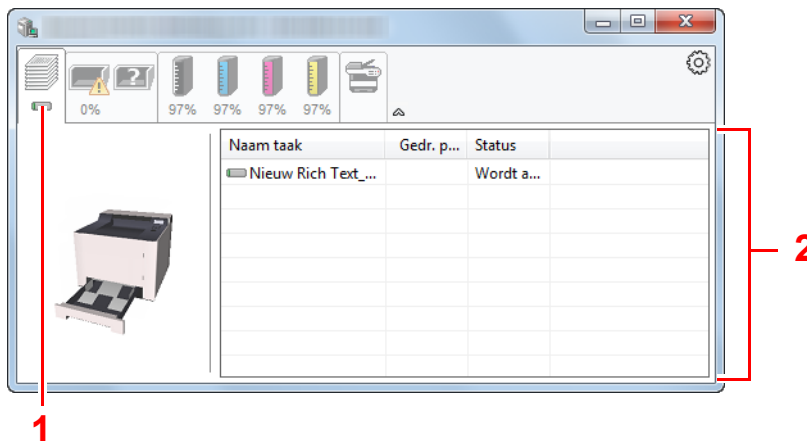 ?
0% 97% 97% 97% 97%
Naam taak Gedr. p... Status
Nieuw Rich Text_... Wordt a...
2
1